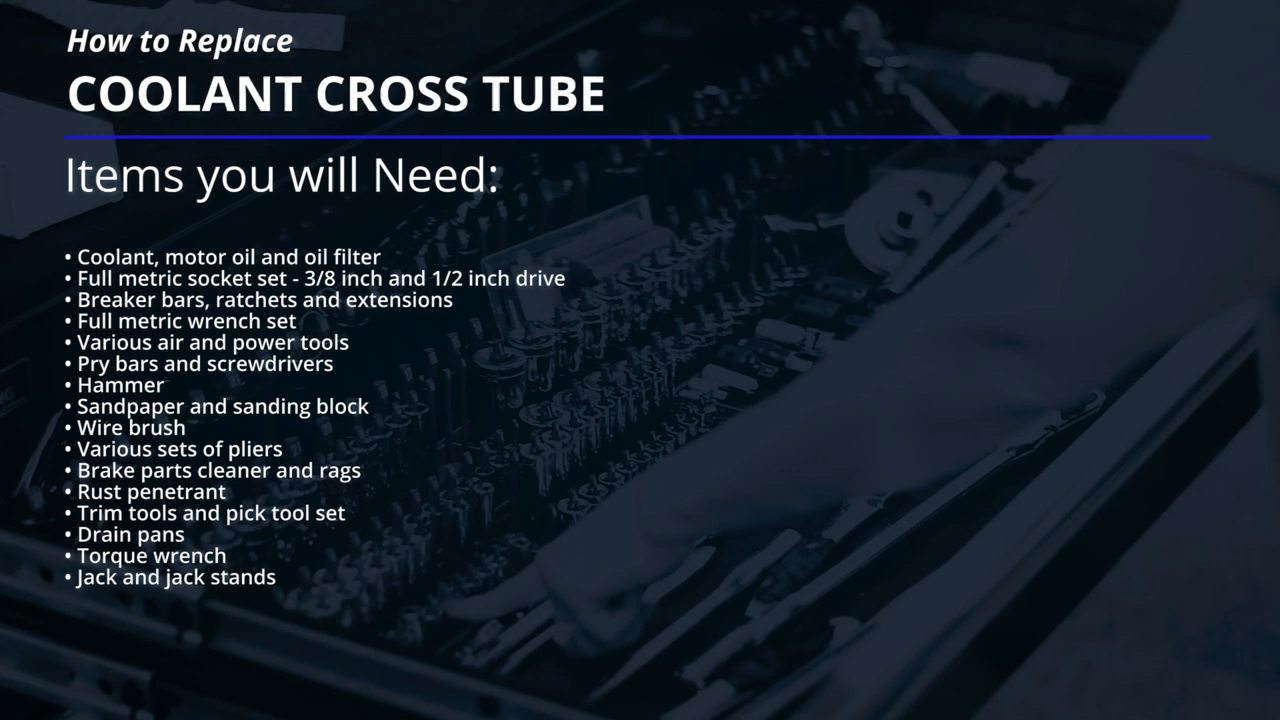 How to Replace
COOLANT CROSS TUBE
Items you will Need:
• Coolant, motor oil and oil filter
• Full metric socket set - 3/8 inch and 1/2 inch drive
• Breaker bars, ratchets and extensions
• Full metric wrench set
• Various air and power tools
• Pry bars and screwdrivers
• Hammer
• Sandpaper and sanding block
• Wire brush
• Various sets of pliers
• Brake parts cleaner and rags
• Rust penetrant
• Trim tools and pick tool set
• Drain pans
• Torque wrench
• Jack and jack stands